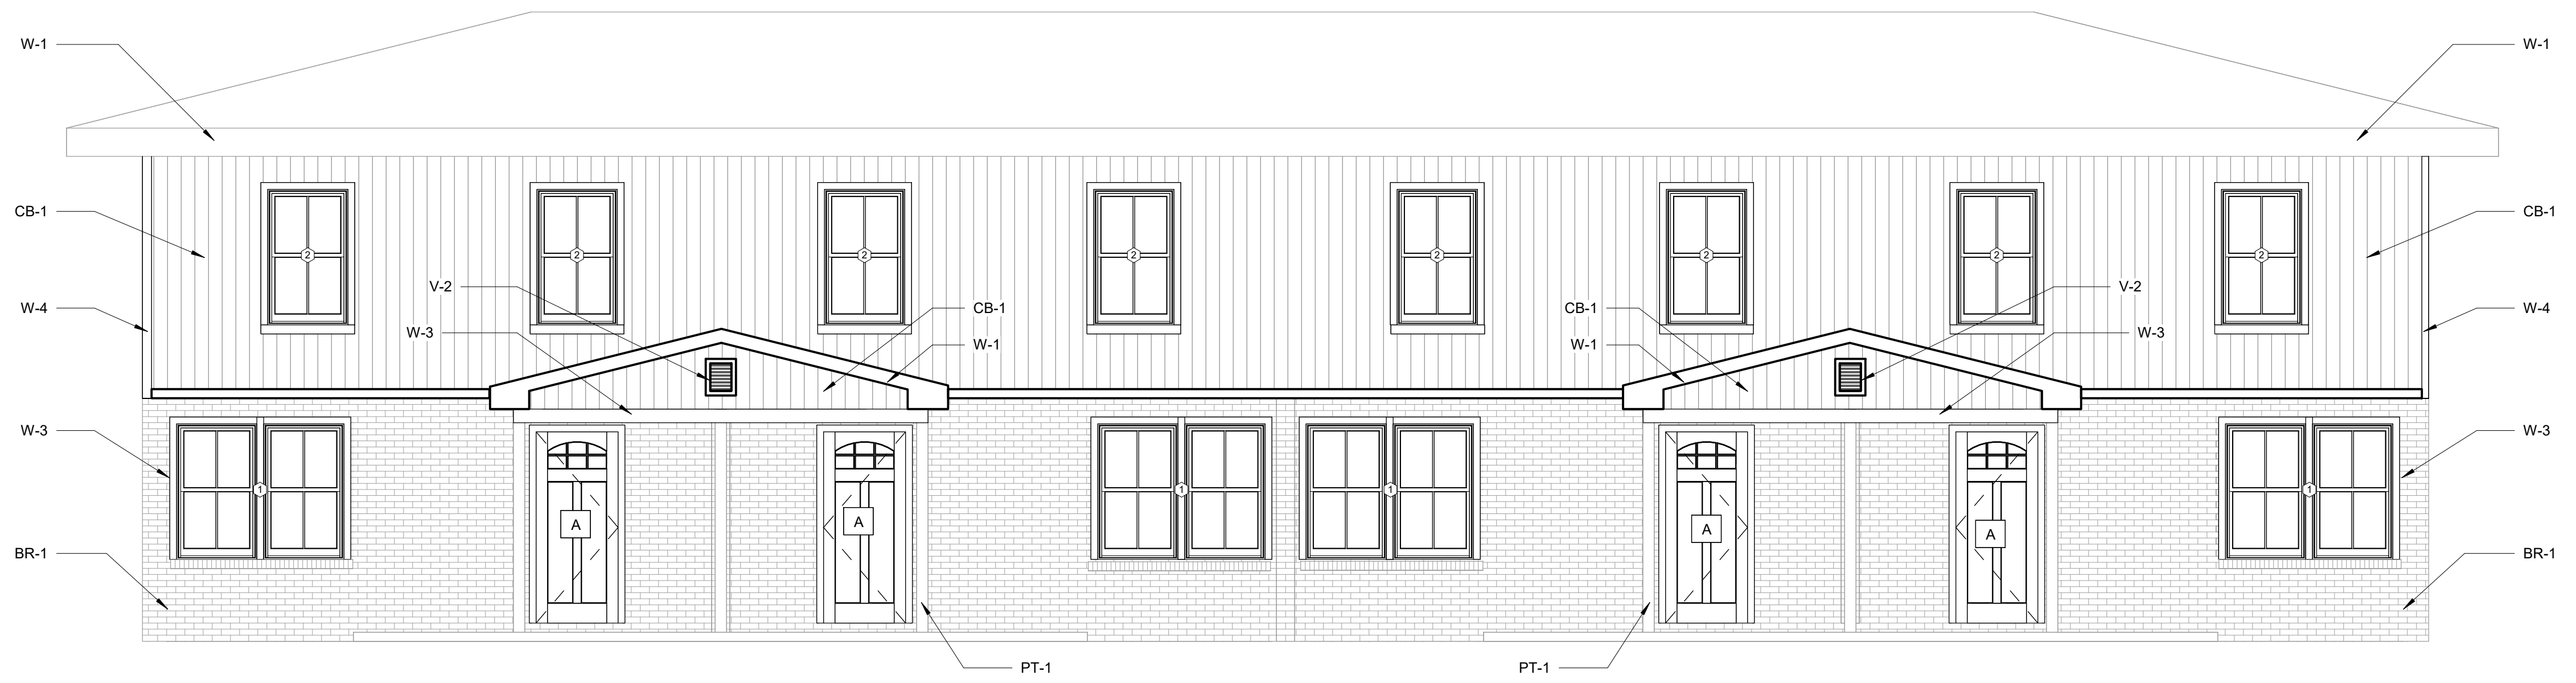 W-1 W-1
CB-1 CB-1
2 2 2 2 2 2 2 2
V-2 V-2
W-4 CB-1 CB-1 W-4
W-3 W-3
W-1 W-1
W-3 W-3
1 1 1 1
A A A A
BR-1 BR-1
PT-1 PT-1